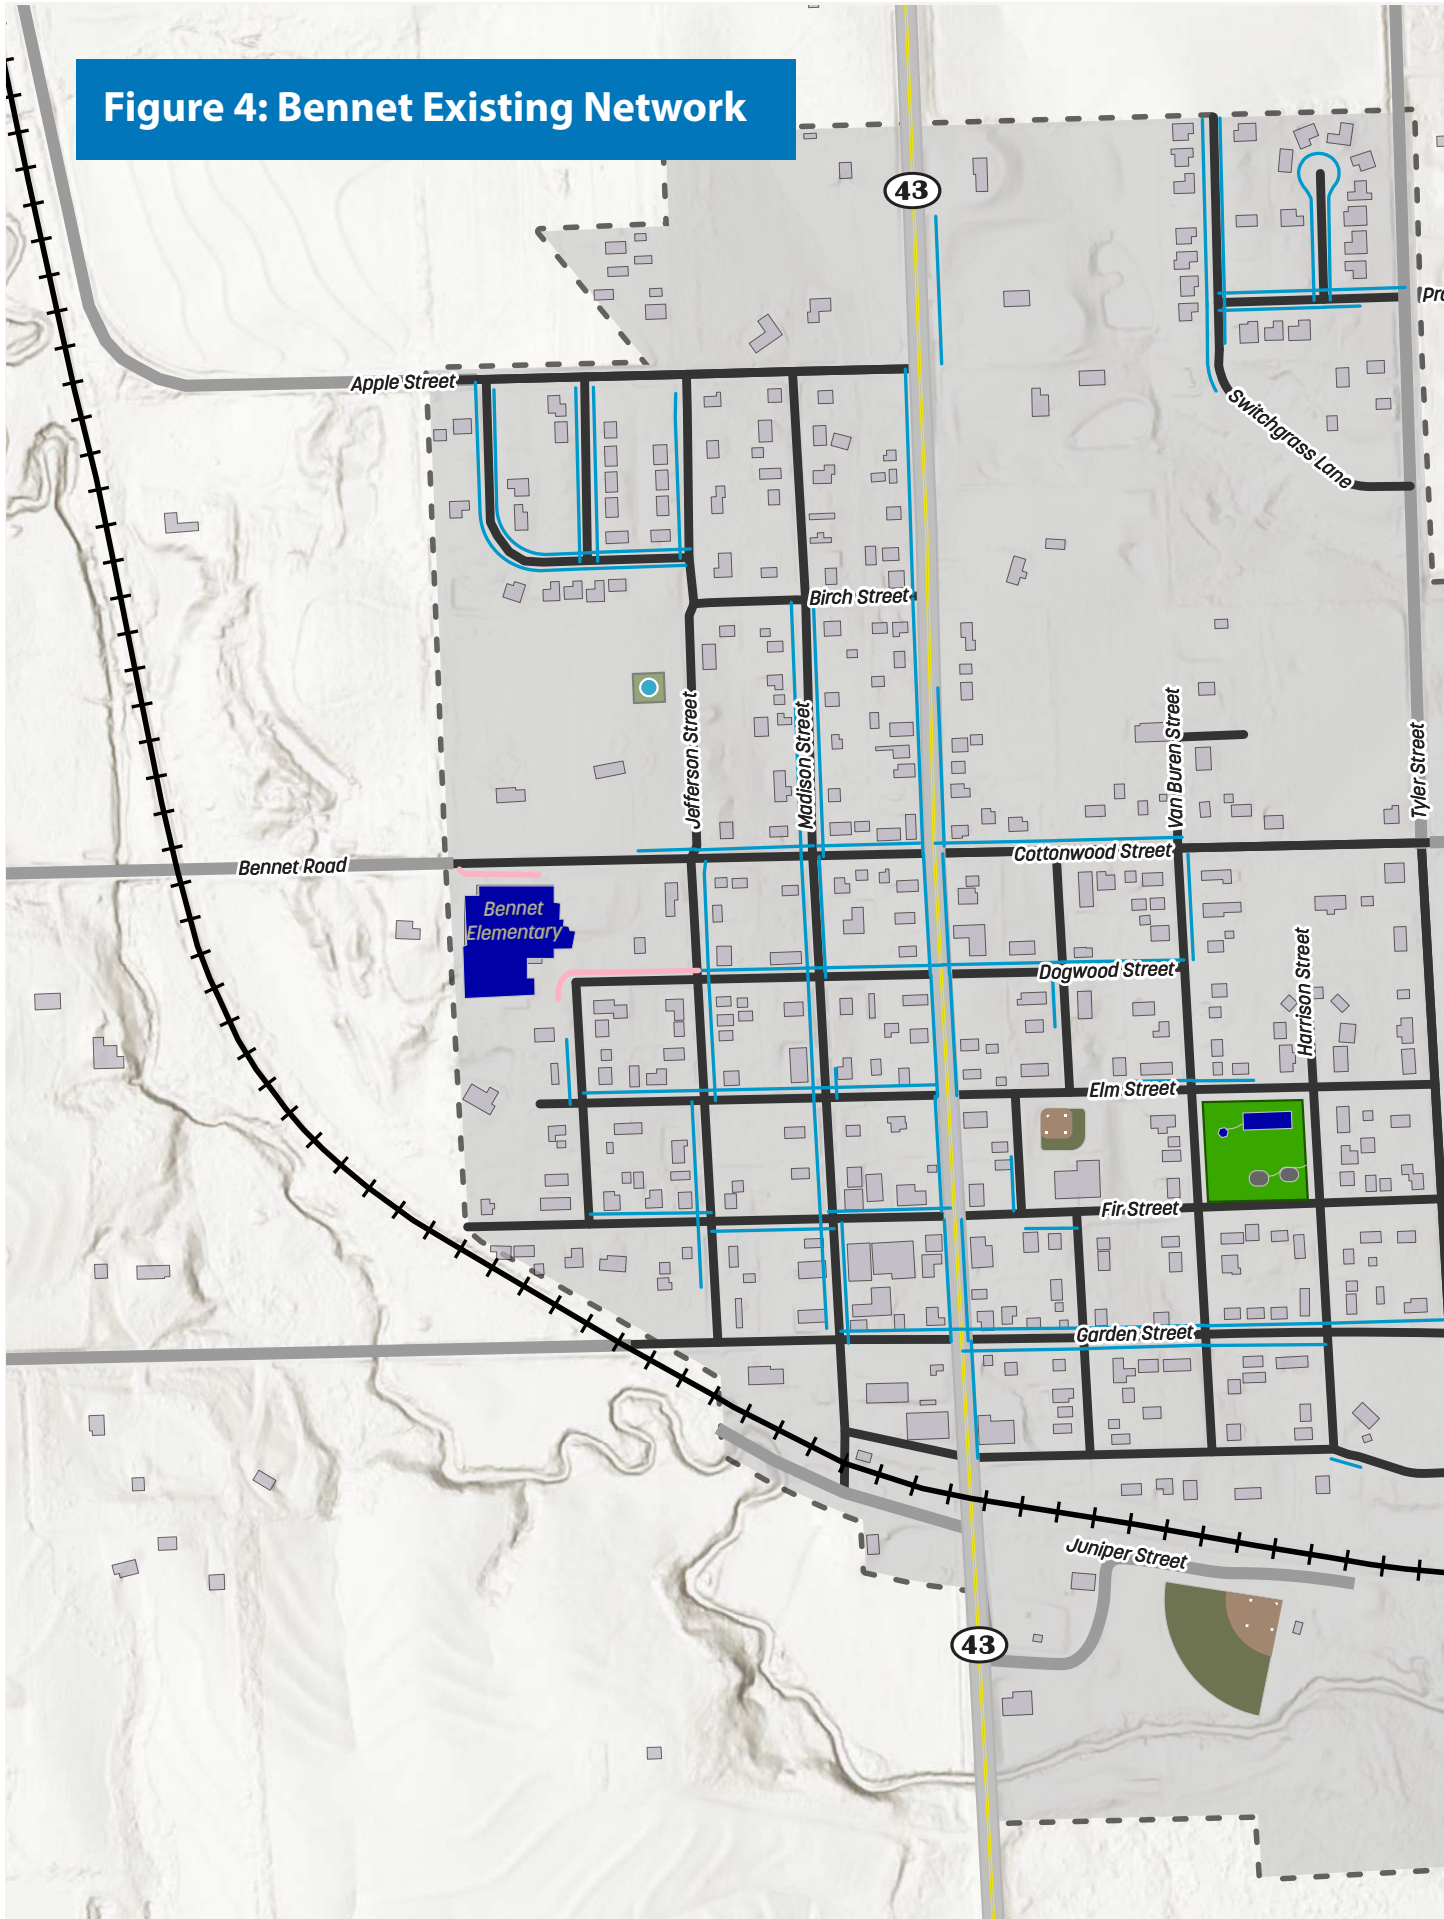 Figure 4: Bennet Existing Network
43
Apple Street
Switchgrass Lane
Birch Street
Jefferson Street
Madison Street
Van Buren Street
Tyler Street
Bennet Road
Cottonwood Street
Bennet
Elementary
Dogwood Street
Harrison Street
Elm Street
Fir Street
Garden Street
Juniper Street
43